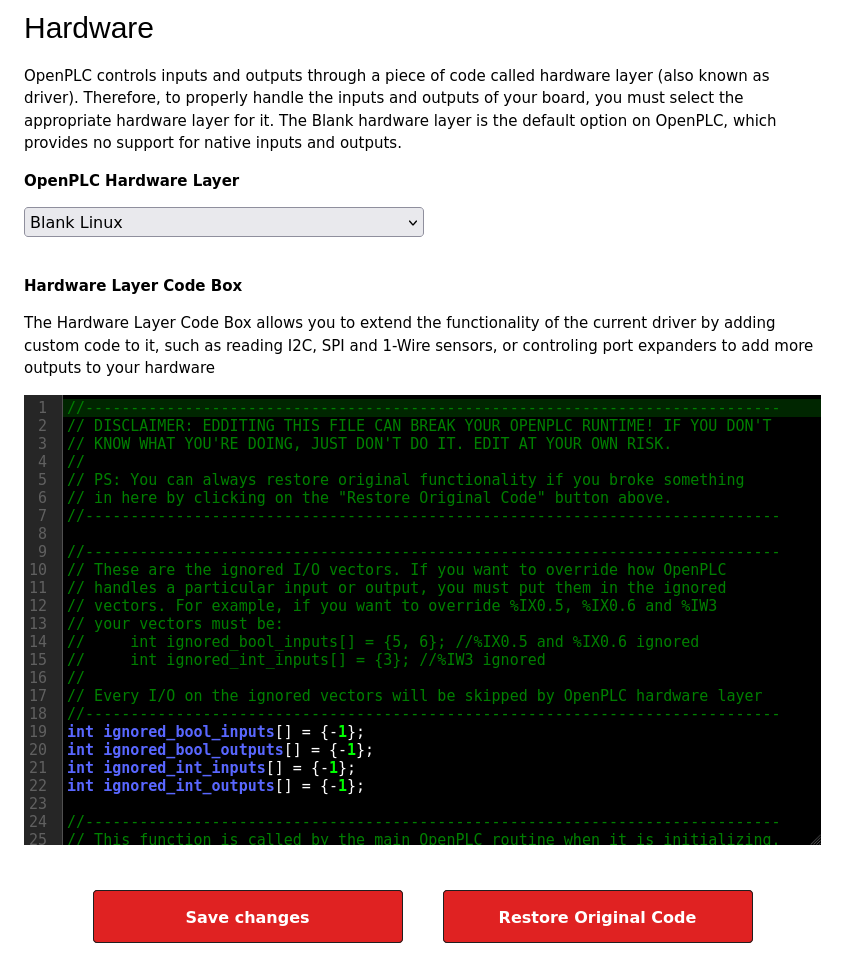 Hardware
OpenPLC controls inputs and outputs through a piece of code called hardware layer (also known as
driver). Therefore, to properly handle the inputs and outputs of your board, you must select the
appropriate hardware layer for it. The Blank hardware layer is the default option on OpenPLC, which
provides no support for native inputs and outputs.
OpenPLC Hardware Layer
Blank Linux
Hardware Layer Code Box
The Hardware Layer Code Box allows you to extend the functionality of the current driver by adding
custom code to it, such as reading I2C, SPI and 1-Wire sensors, or controling port expanders to add more
outputs to your hardware
1 //-----------------------------------------------------------------------------
2 // DISCLAIMER: EDDITING THIS FILE CAN BREAK YOUR OPENPLC RUNTIME! IF YOU DON'T
3 // KNOW WHAT YOU'RE DOING, JUST DON'T DO IT. EDIT AT YOUR OWN RISK.
4 //
5 // PS: You can always restore original functionality if you broke something
6 // in here by clicking on the "Restore Original Code" button above.
7 //-----------------------------------------------------------------------------
8
9 //-----------------------------------------------------------------------------
10 // These are the ignored I/O vectors. If you want to override how OpenPLC
11 // handles a particular input or output, you must put them in the ignored
12 // vectors. For example, if you want to override %IX0.5, %IX0.6 and %IW3
13 // your vectors must be:
14 //     int ignored_bool_inputs[] = {5, 6}; //%IX0.5 and %IX0.6 ignored
15 //     int ignored_int_inputs[] = {3}; //%IW3 ignored
16 //
17 // Every I/O on the ignored vectors will be skipped by OpenPLC hardware layer
18 //-----------------------------------------------------------------------------
19 int ignored_bool_inputs[] = {-1};
20 int ignored_bool_outputs[] = {-1};
21 int ignored_int_inputs[] = {-1};
22 int ignored_int_outputs[] = {-1};
23
24 //-----------------------------------------------------------------------------
25 // This function is called by the main OpenPLC routine when it is initializing.
Save changes
Restore Original Code